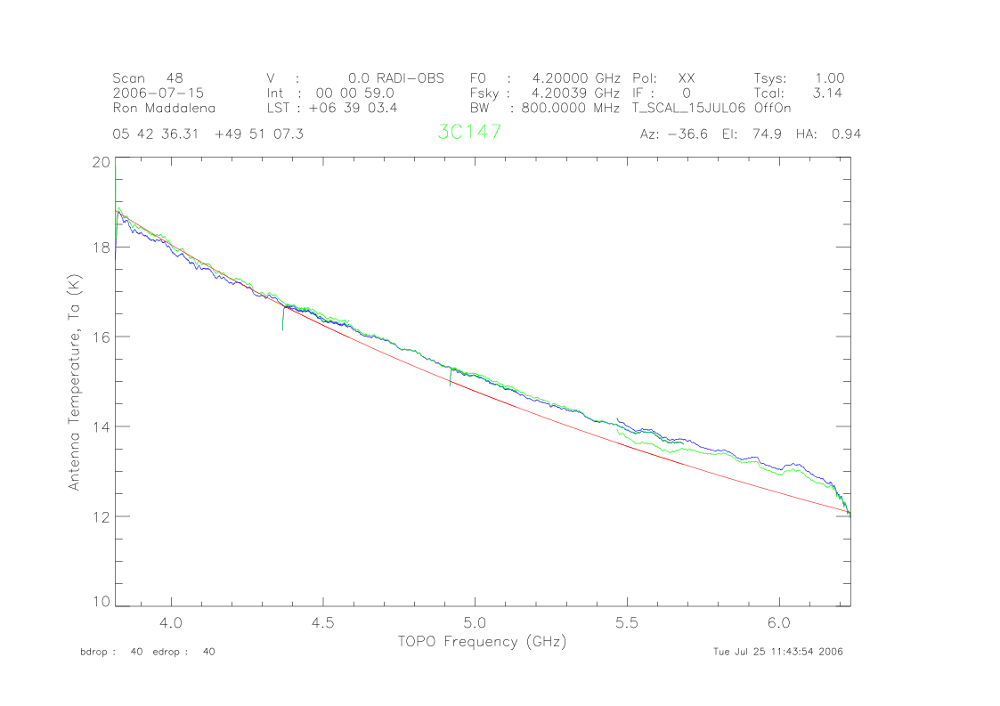 Scan 48 V : 0.0 RADI-OBS F0 : 4.20000 GHz Pol: XX Tsys: 1.00
2006-07-15 Int : 00 00 59.0 Fsky : 4.20039 GHz IF : 0 Tcal: 3.14
Ron Maddalena LST : +06 39 03.4 BW : 800.0000 MHz T_SCAL_15JUL06 OffOn
05 42 36.31 +49 51 07.3 3C147 Az: -36.6 El: 74.9 HA: 0.94
20
18
16
14
12
10
Antenna Temperature, Ta (K)
4.0 4.5 5.0 5.5 6.0
TOPO Frequency (GHz)
bdrop : 40 edrop : 40 Tue Jul 25 11:43:54 2006